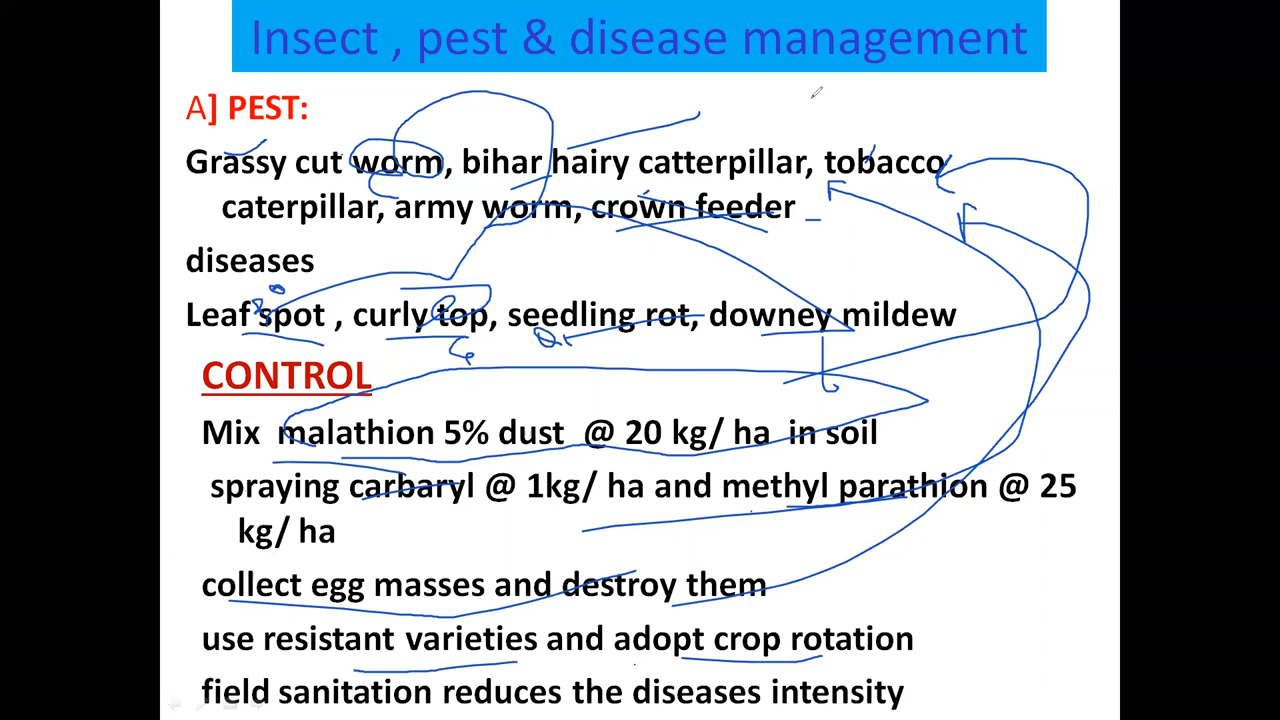 Insect , pest & disease management
A] PEST:
Grassy cut worm, bihar hairy catterpillar, tobacco
caterpillar, army worm, crown feeder
diseases
Leaf spot , curly top, seedling rot, downey mildew
CONTROL
Mix malathion 5% dust @ 20 kg/ ha in soil
spraying carbaryl @ 1kg/ ha and methyl parathion @ 25
kg/ ha
collect egg masses and destroy them
use resistant varieties and adopt crop rotation
field sanitation reduces the diseases intensity